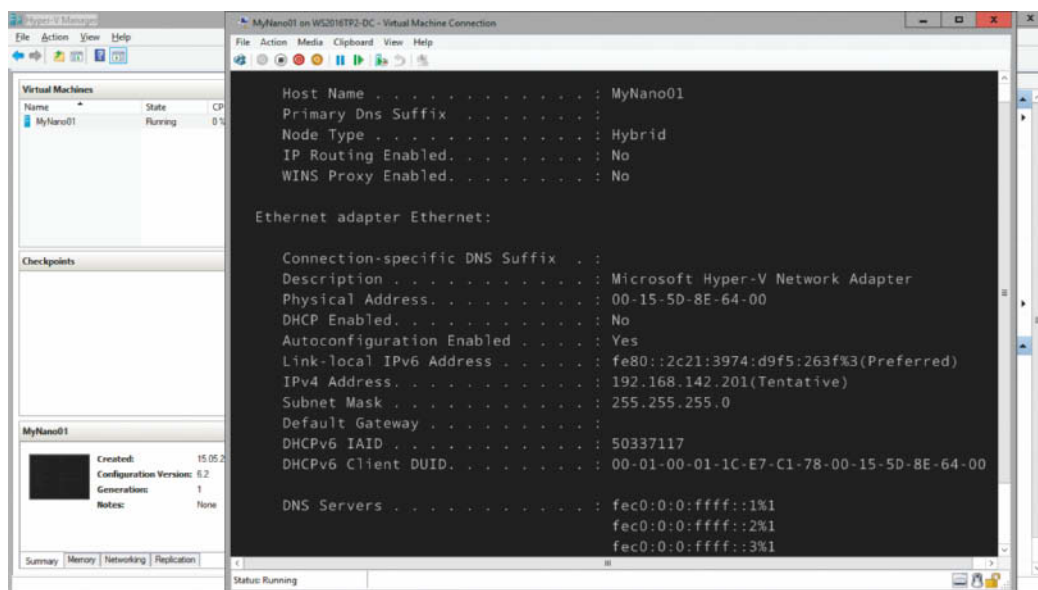 Hyper-V Manager
File Action View Help
Virtual Machines
Name State CP
MyNano01 Running 0 %
Checkpoints
MyNano01
Created: 15.05.2
Configuration Version: 6.2
Generation: 1
Notes: None
Summary Memory Networking Replication
MyNano01 on WS2016TP2-DC - Virtual Machine Connection
File Action Media Clipboard View Help
Host Name . . . . . . . . . . . . : MyNano01
Primary Dns Suffix . . . . . . . :
Node Type . . . . . . . . . . . . : Hybrid
IP Routing Enabled. . . . . . . . : No
WINS Proxy Enabled. . . . . . . . : No
Ethernet adapter Ethernet:
Connection-specific DNS Suffix . :
Description . . . . . . . . . . . : Microsoft Hyper-V Network Adapter
Physical Address. . . . . . . . . : 00-15-5D-8E-64-00
DHCP Enabled. . . . . . . . . . . : No
Autoconfiguration Enabled . . . . : Yes
Link-local IPv6 Address . . . . . : fe80::2c21:3974:d9f5:263f%3(Preferred)
IPv4 Address. . . . . . . . . . . : 192.168.142.201(Tentative)
Subnet Mask . . . . . . . . . . . : 255.255.255.0
Default Gateway . . . . . . . . . :
DHCPv6 IAID . . . . . . . . . . . : 50337117
DHCPv6 Client DUID. . . . . . . . : 00-01-00-01-1C-E7-C1-78-00-15-5D-8E-64-00
DNS Servers . . . . . . . . . . . : fec0:0:0:ffff::1%1
fec0:0:0:ffff::2%1
fec0:0:0:ffff::3%1
Status: Running